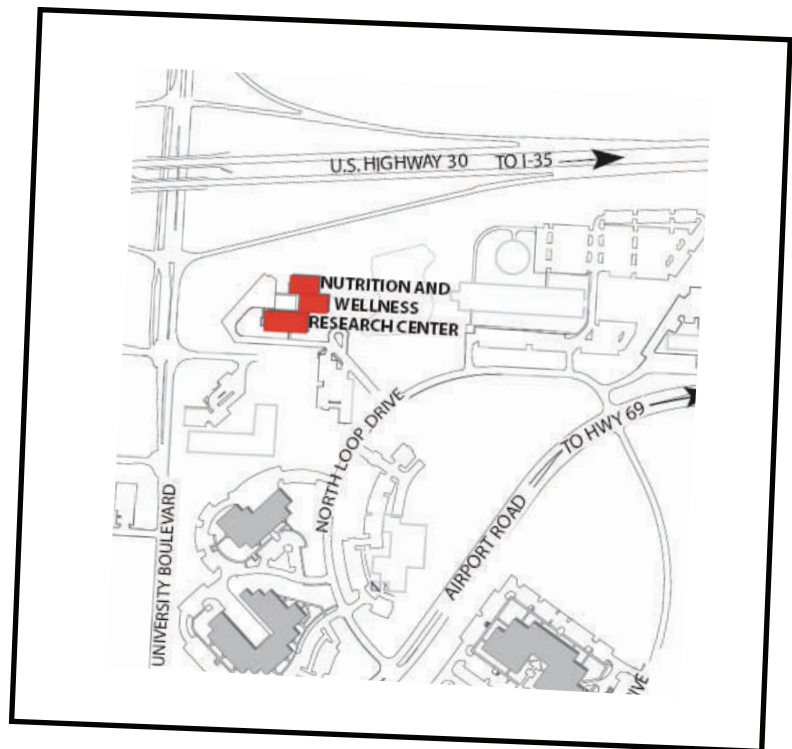 U.S. HIGHWAY 30 TO I-35
NUTRITION AND
WELLNESS
RESEARCH CENTER
NORTH LOOP DRIVE
TO HWY 69
AIRPORT ROAD
UNIVERSITY BOULEVARD
IVE